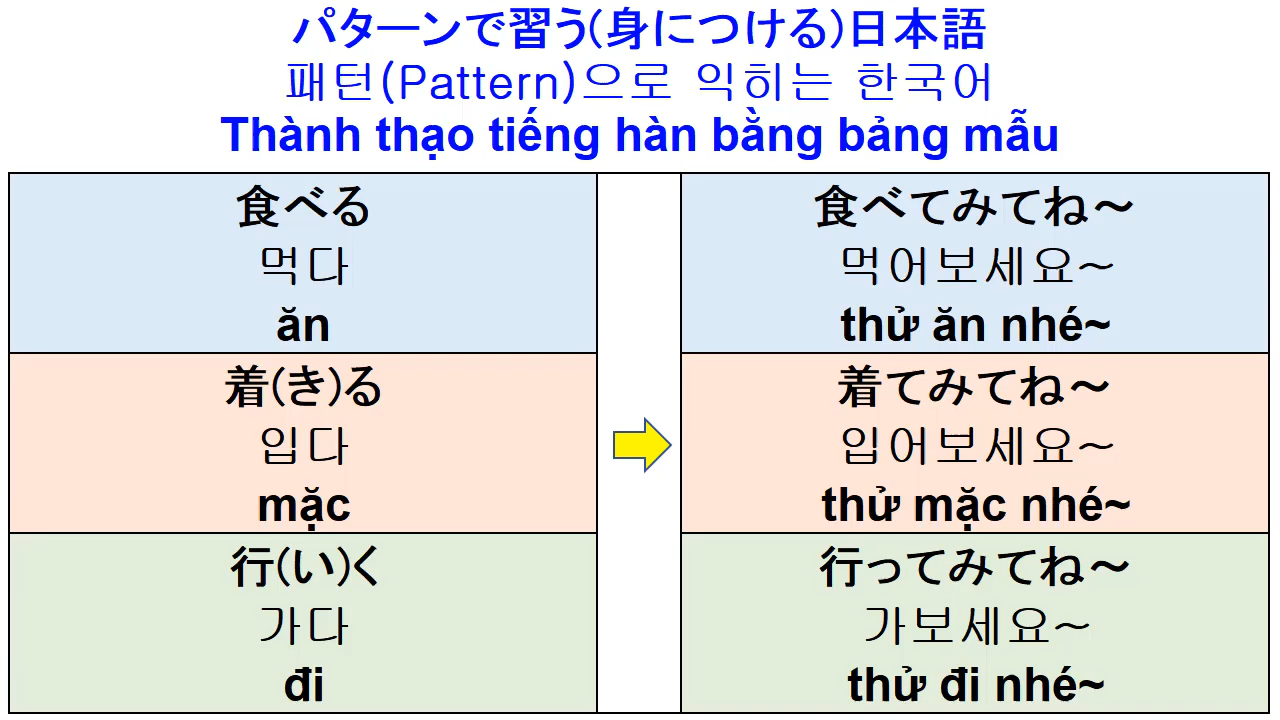 パターンで習う(身につける)日本語
패턴(Pattern)으로 익히는 한국어
Thành thạo tiếng hàn bằng bảng mẫu
食べる
먹다
ăn
食べてみてね～
먹어보세요~
thử ăn nhé~
着(き)る
입다
mặc
着てみてね～
입어보세요~
thử mặc nhé~
行(い)く
가다
đi
行ってみてね～
가보세요~
thử đi nhé~